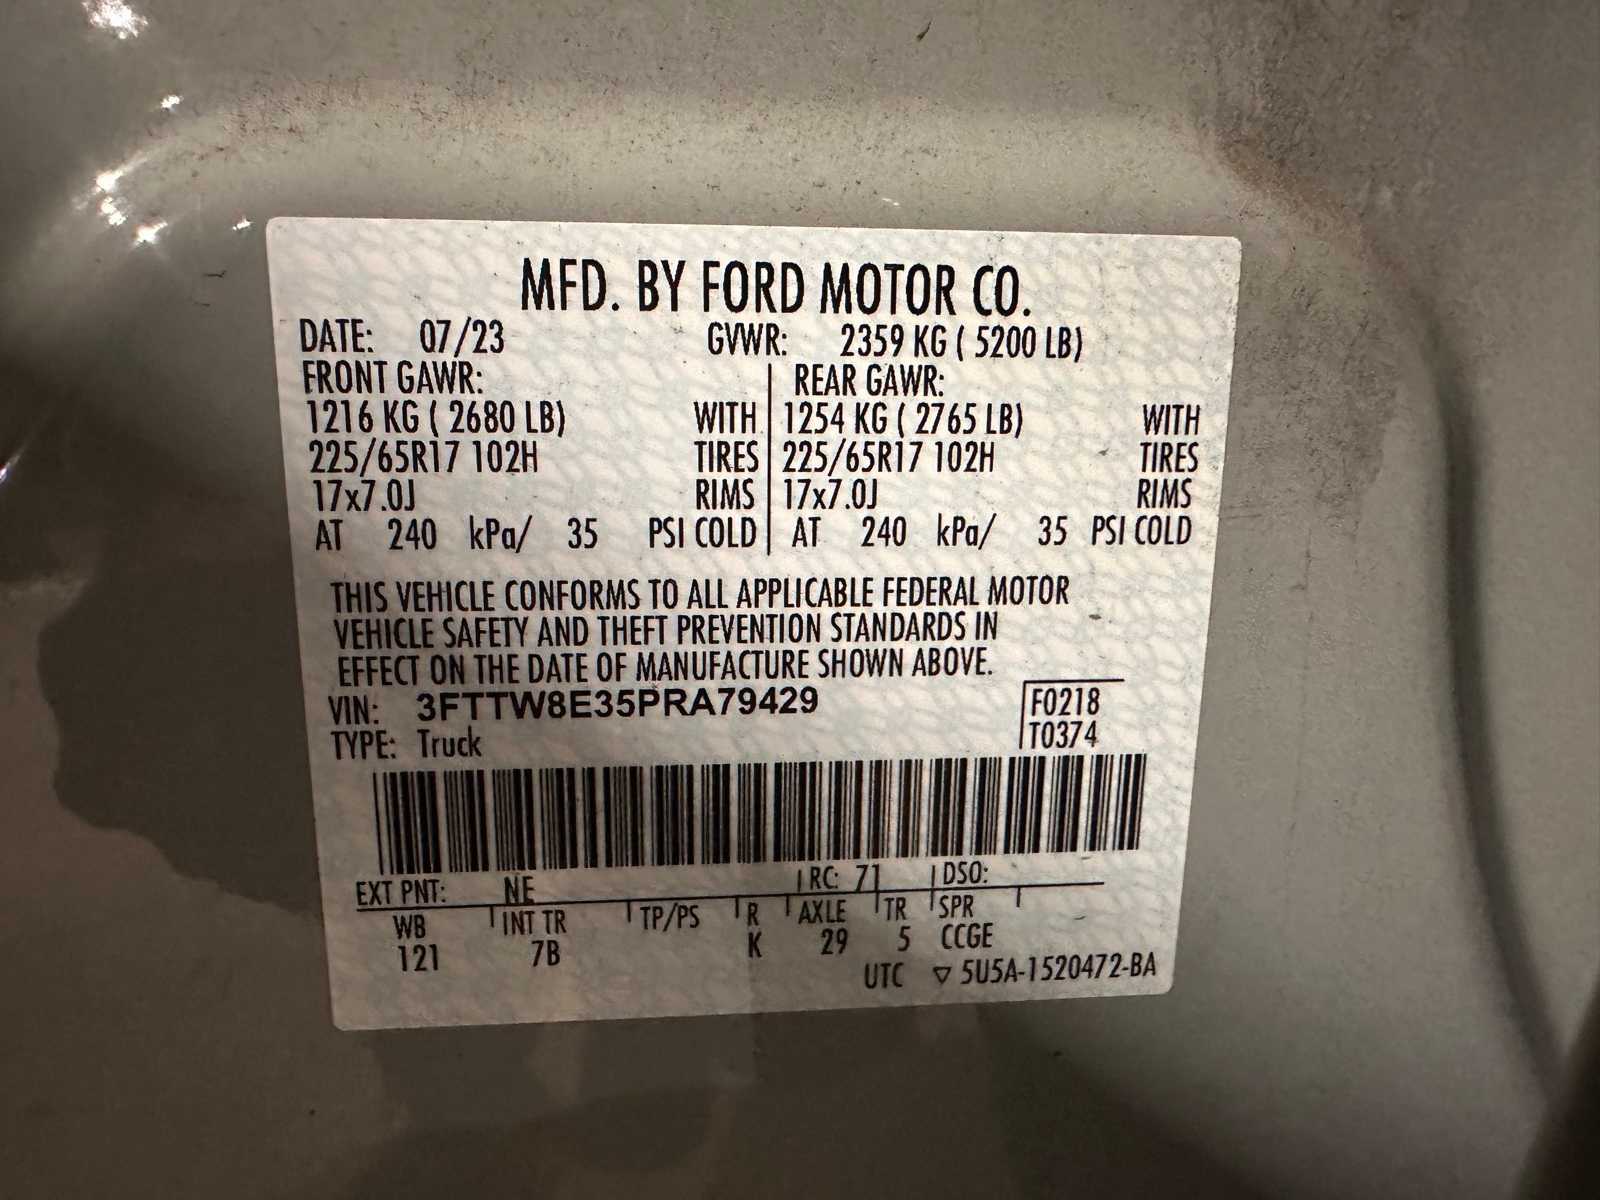 MFD. BY FORD MOTOR CO.
DATE: 07/23 GVWR: 2359 KG ( 5200 LB)
FRONT GAWR: REAR GAWR:
1216 KG ( 2680 LB) WITH 1254 KG ( 2765 LB) WITH
225/65R17 102H TIRES 225/65R17 102H TIRES
17x7.0J RIMS 17x7.0J RIMS
AT 240 kPa/ 35 PSI COLD AT 240 kPa/ 35 PSI COLD
THIS VEHICLE CONFORMS TO ALL APPLICABLE FEDERAL MOTOR
VEHICLE SAFETY AND THEFT PREVENTION STANDARDS IN
EFFECT ON THE DATE OF MANUFACTURE SHOWN ABOVE.
VIN: 3FTTW8E35PRA79429 F0218
TYPE: Truck T0374
EXT PNT: NE RC: 71 DSO:
WB INT TR TP/PS R AXLE TR SPR
121 7B K 29 5 CCGE
UTC ▽ 5U5A-1520472-BA